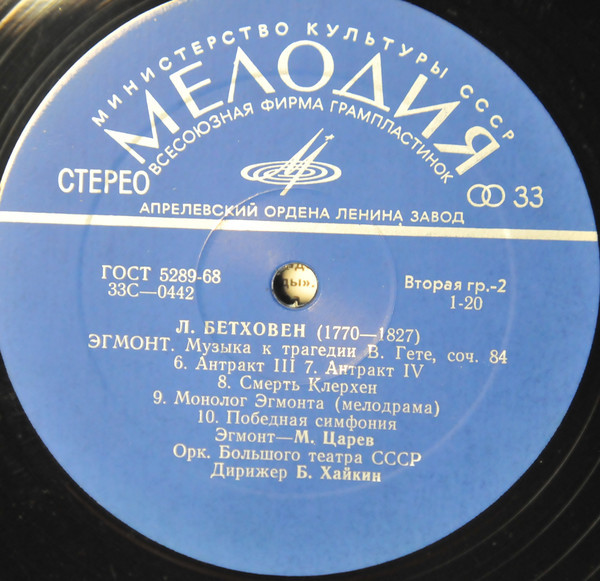 МИНИСТЕРСТВО КУЛЬТУРЫ СССР
МЕЛОДИЯ
ВСЕСОЮЗНАЯ ФИРМА ГРАМПЛАСТИНОК
СТЕРЕО
33
АПРЕЛЕВСКИЙ ОРДЕНА ЛЕНИНА ЗАВОД
ГОСТ 5289-68
33С—0442
Вторая гр.-2
1-20
Л. БЕТХОВЕН (1770—1827)
ЭГМОНТ. Музыка к трагедии В. Гете, соч. 84
6. Антракт III 7. Антракт IV
8. Смерть Клерхен
9. Монолог Эгмонта (мелодрама)
10. Победная симфония
Эгмонт—М. Царев
Орк. Большого театра СССР
Дирижер Б. Хайкин